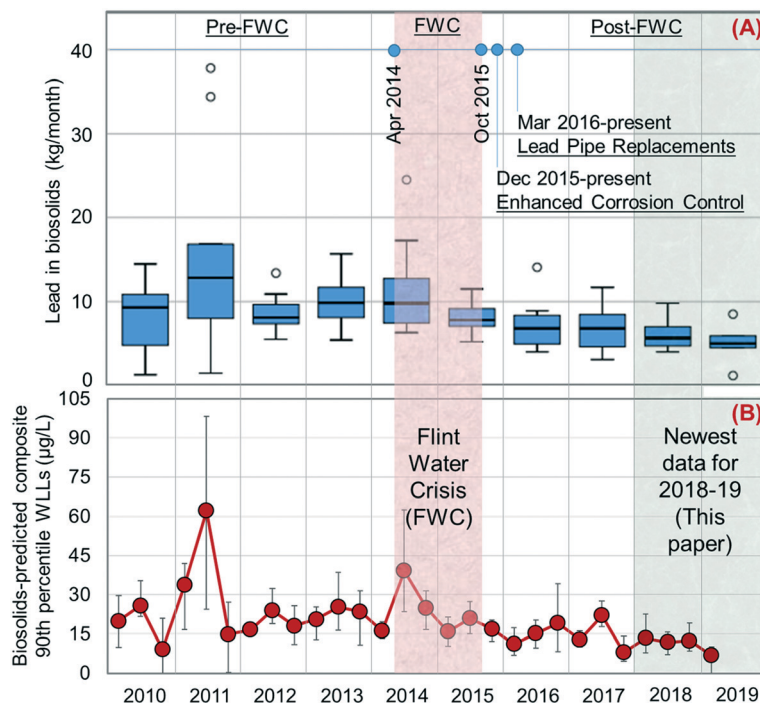 Pre-FWC FWC Post-FWC (A)
40
30
20
10
0
Lead in biosolids (kg/month)
Apr 2014
Oct 2015
Mar 2016-present
Lead Pipe Replacements
Dec 2015-present
Enhanced Corrosion Control
105
90
75
60
45
30
15
0
Biosolids-predicted composite
90th percentile WLLs (µg/L)
(B)
Flint
Water
Crisis
(FWC)
Newest
data for
2018-19
(This
paper)
2010 2011 2012 2013 2014 2015 2016 2017 2018 2019